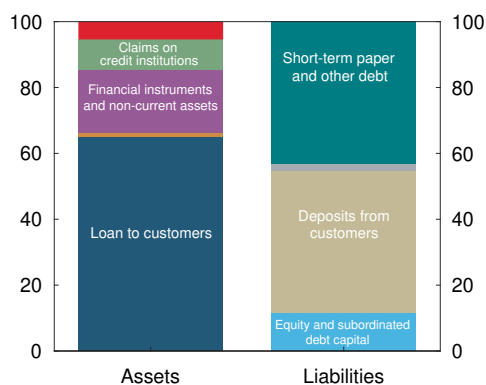 100
80
60
40
20
0
Claims on
credit institutions
Financial instruments
and non-current assets
Loan to customers
Short-term paper
and other debt
Deposits from
customers
Equity and subordinated
debt capital
100
80
60
40
20
0
Assets
Liabilities